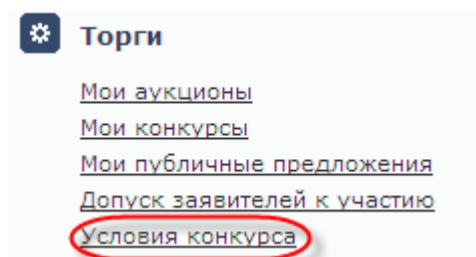 Торги
Мои аукционы
Мои конкурсы
Мои публичные предложения
Допуск заявителей к участию
Условия конкурса